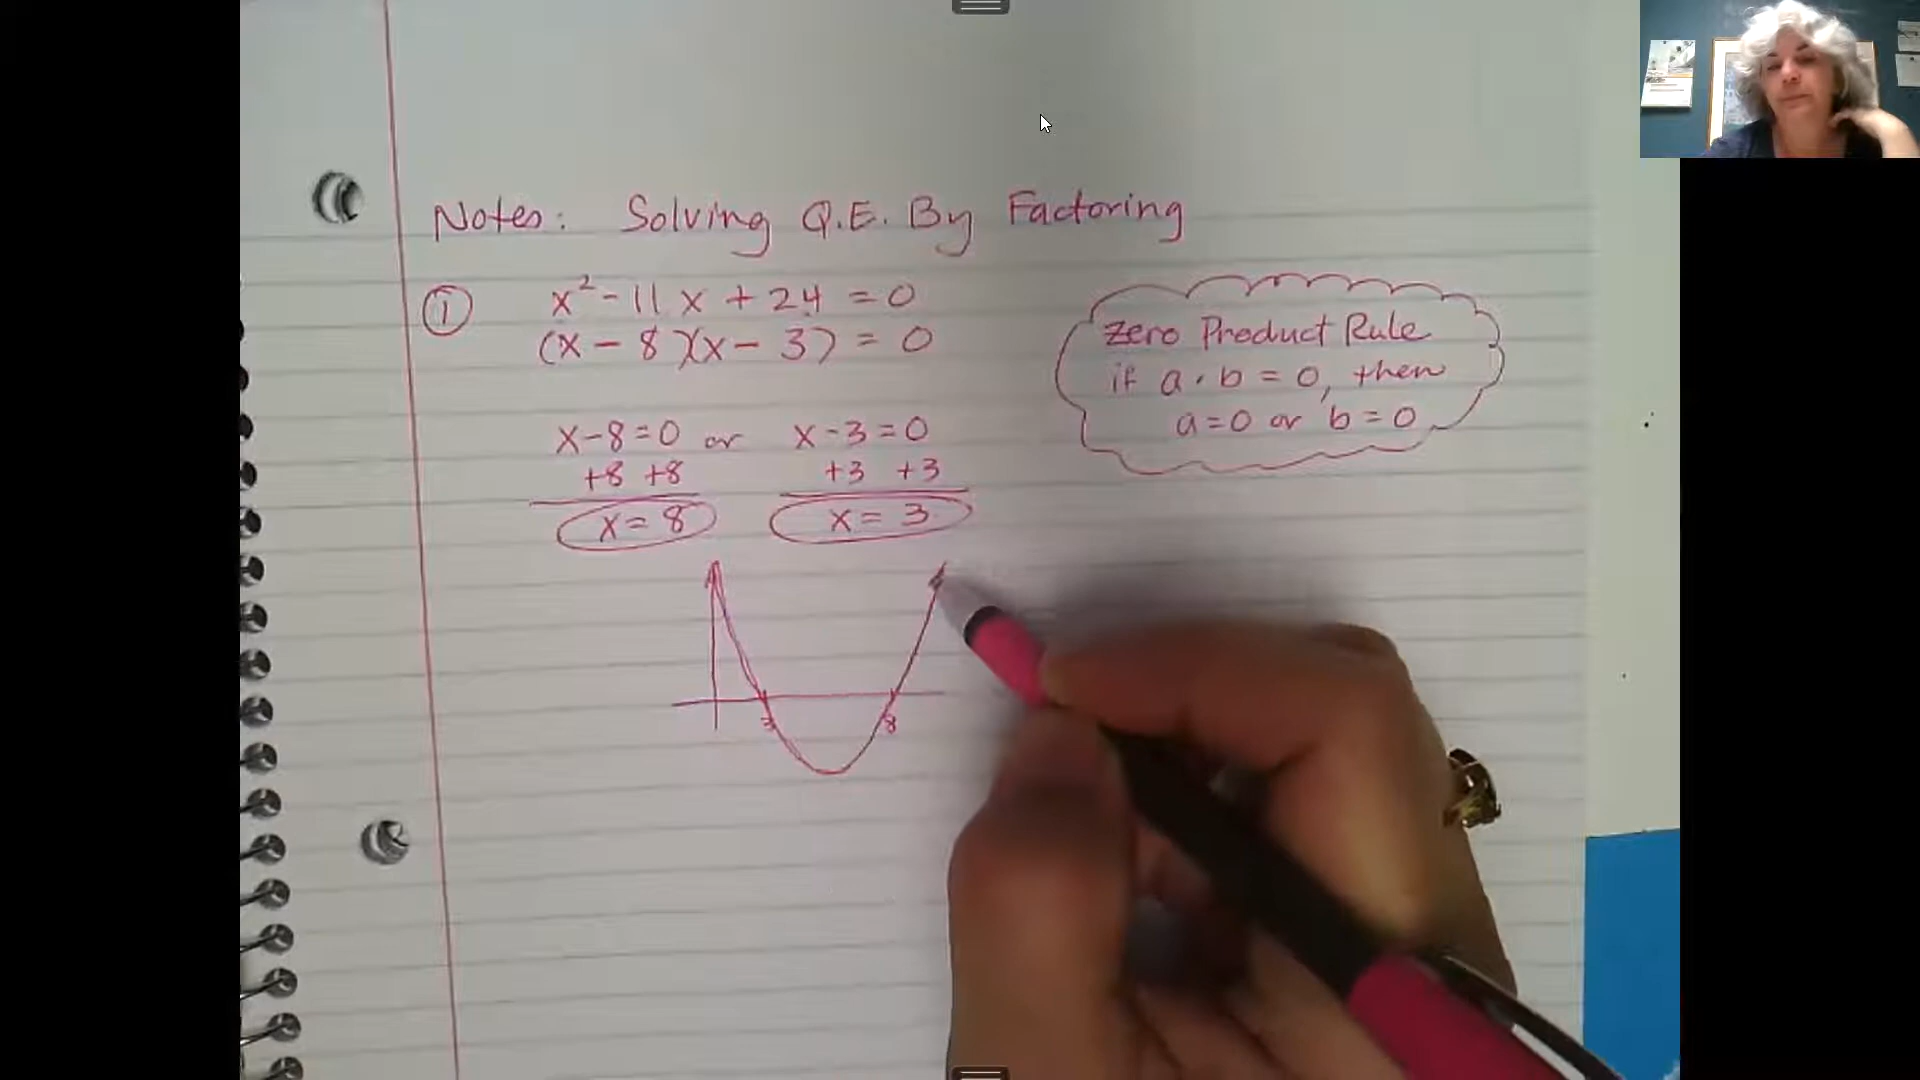 Notes: Solving Q.E. By Factoring
① x² - 11x + 24 = 0
(x - 8)(x - 3) = 0
x - 8 = 0 or x - 3 = 0
+8 +8 +3 +3
x = 8 x = 3
3 8
Zero Product Rule
if a · b = 0, then
a = 0 or b = 0